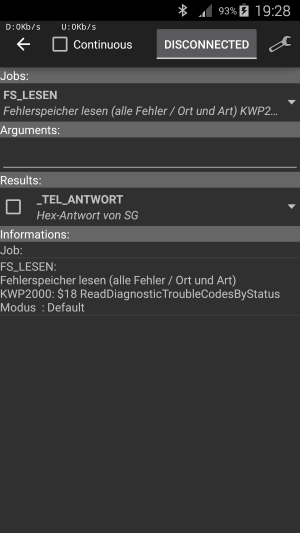 93% 19:28
D:0Kb/s U:0Kb/s
Continuous DISCONNECTED
Jobs:
FS_LESEN
Fehlerspeicher lesen (alle Fehler / Ort und Art) KWP2...
Arguments:
Results:
_TEL_ANTWORT
Hex-Antwort von SG
Informations:
Job:
FS_LESEN:
Fehlerspeicher lesen (alle Fehler / Ort und Art)
KWP2000: $18 ReadDiagnosticTroubleCodesByStatus
Modus : Default